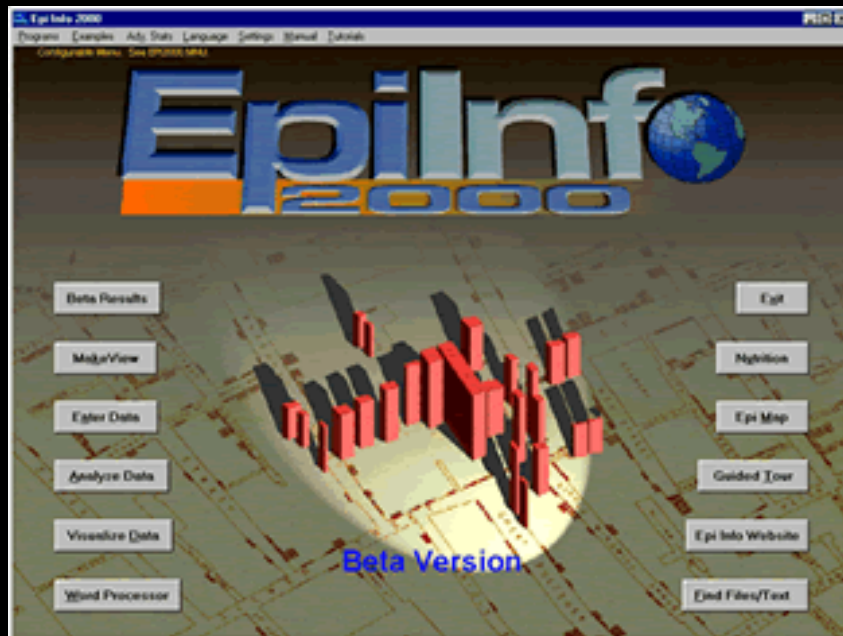 Epi Info 2000
Programs Examples Adv. Stats Language Settings Manual Tutorials
Configurable Menu. See EPI2000.MNU.
EpiInfo
2000
Beta Results
Exit
MakeView
Nutrition
Enter Data
Epi Map
Analyze Data
Guided Tour
Visualize Data
Epi Info Website
Beta Version
Word Processor
Find Files/Text